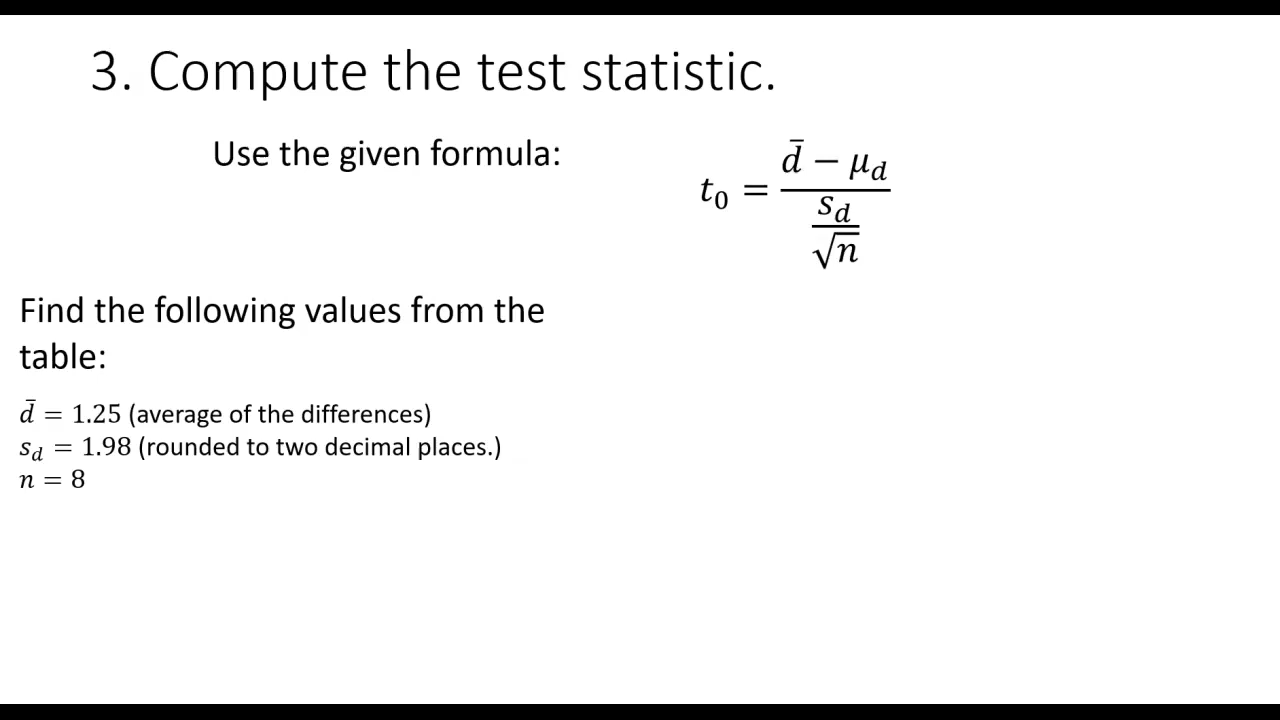 3. Compute the test statistic.
Use the given formula:
t₀ = (d̄ − μ_d) / (s_d / √n)
Find the following values from the
table:
d̄ = 1.25 (average of the differences)
s_d = 1.98 (rounded to two decimal places.)
n = 8